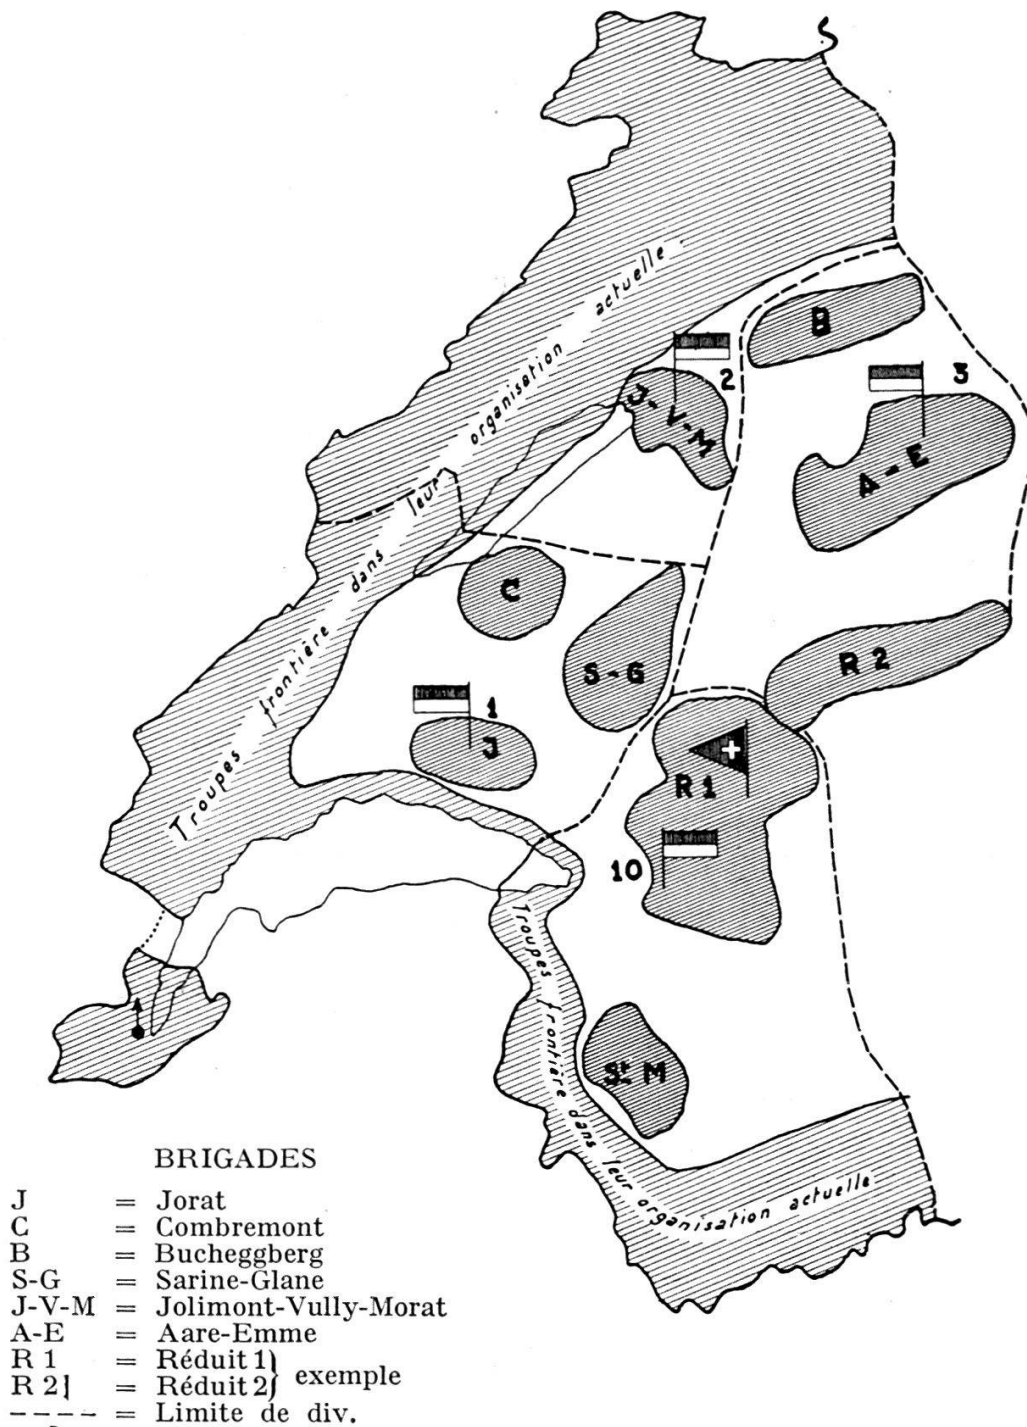 Troupes frontière dans leur organisation actuelle
B
2
3
J-V-M
A-E
C
S-G
R 2
1
J
R 1
10
St M
Troupes frontière dans leur organisation actuelle
BRIGADES
J = Jorat
C = Combremont
B = Bucheggberg
S-G = Sarine-Glane
J-V-M = Jolimont-Vully-Morat
A-E = Aare-Emme
R 1 = Réduit 1} exemple
R 2} = Réduit 2}
---- = Limite de div.